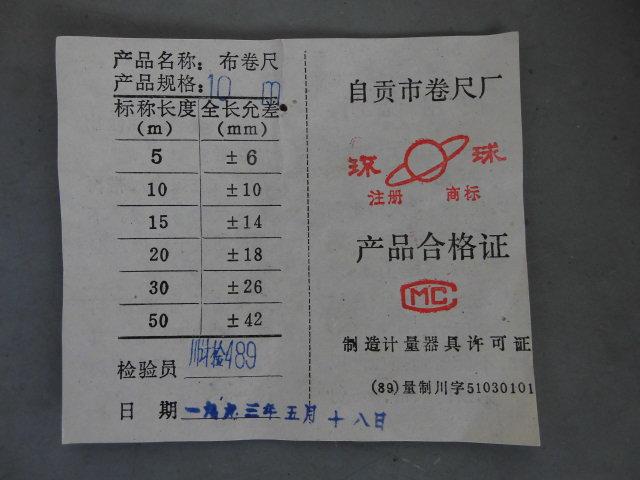 产品名称：布卷尺
产品规格：10 m
标称长度(m) 全长允差(mm)
5 ±6
10 ±10
15 ±14
20 ±18
30 ±26
50 ±42
检验员 川计检489
日期 一九九三年五月十八日
自贡市卷尺厂
环球
注册 商标
产品合格证
MC
制造计量器具许可证
(89)量制川字51030101